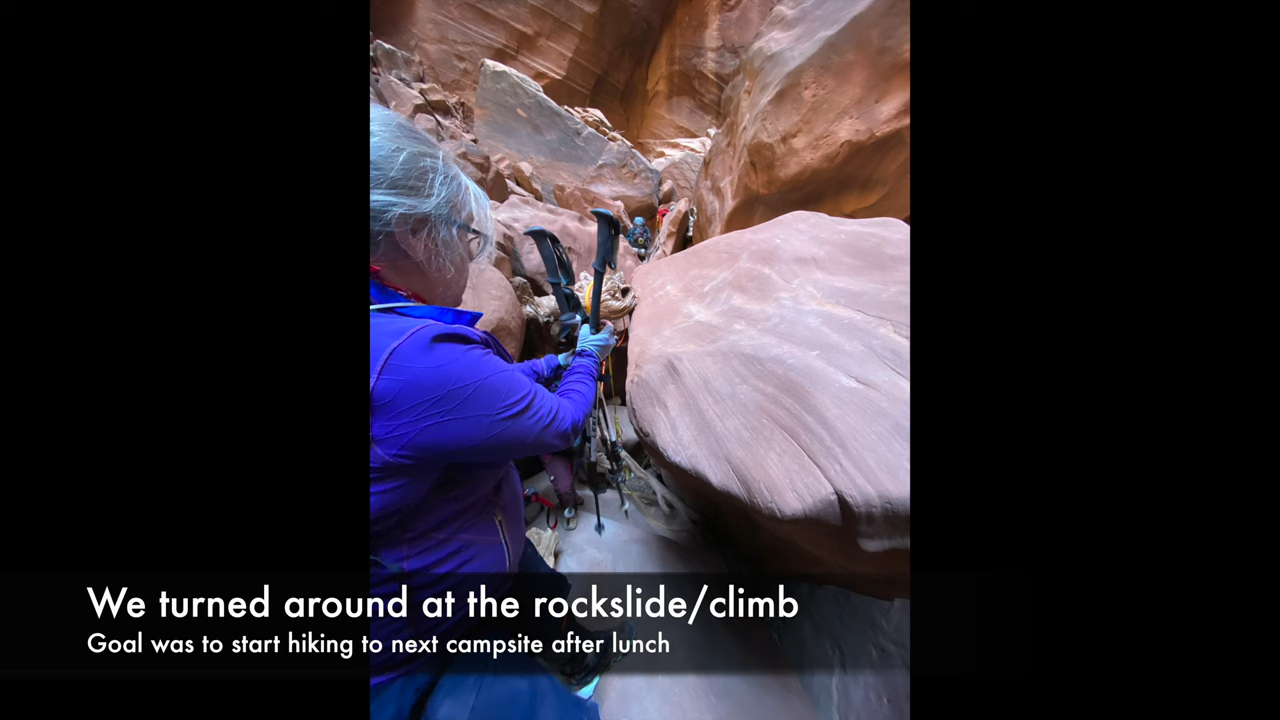 We turned around at the rockslide/climb
Goal was to start hiking to next campsite after lunch